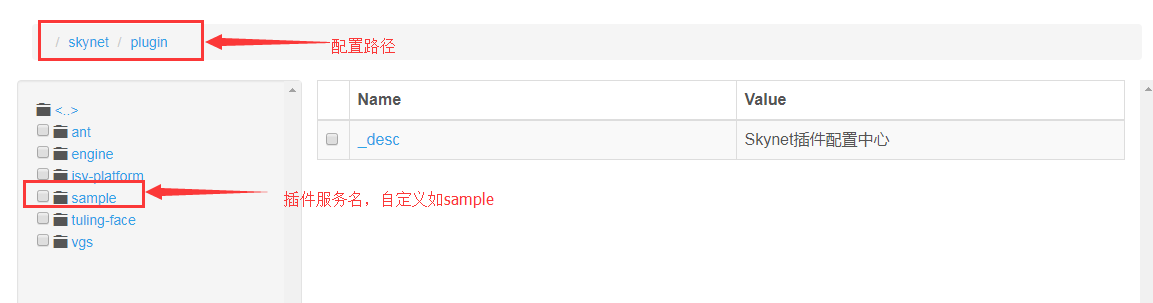 / skynet / plugin
配置路径
<..>
ant
engine
isv-platform
sample
tuling-face
vgs
Name Value
_desc Skynet插件配置中心
插件服务名，自定义如sample